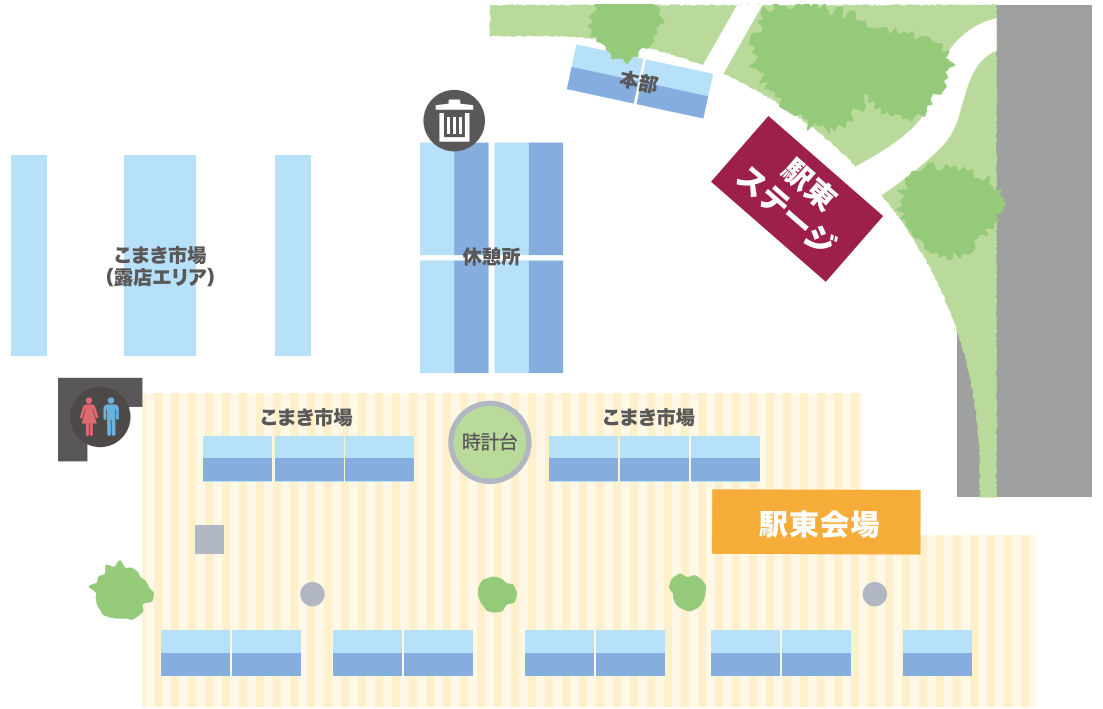 本部
駅東
ステージ
こまき市場
（露店エリア）
休憩所
こまき市場
時計台
こまき市場
駅東会場